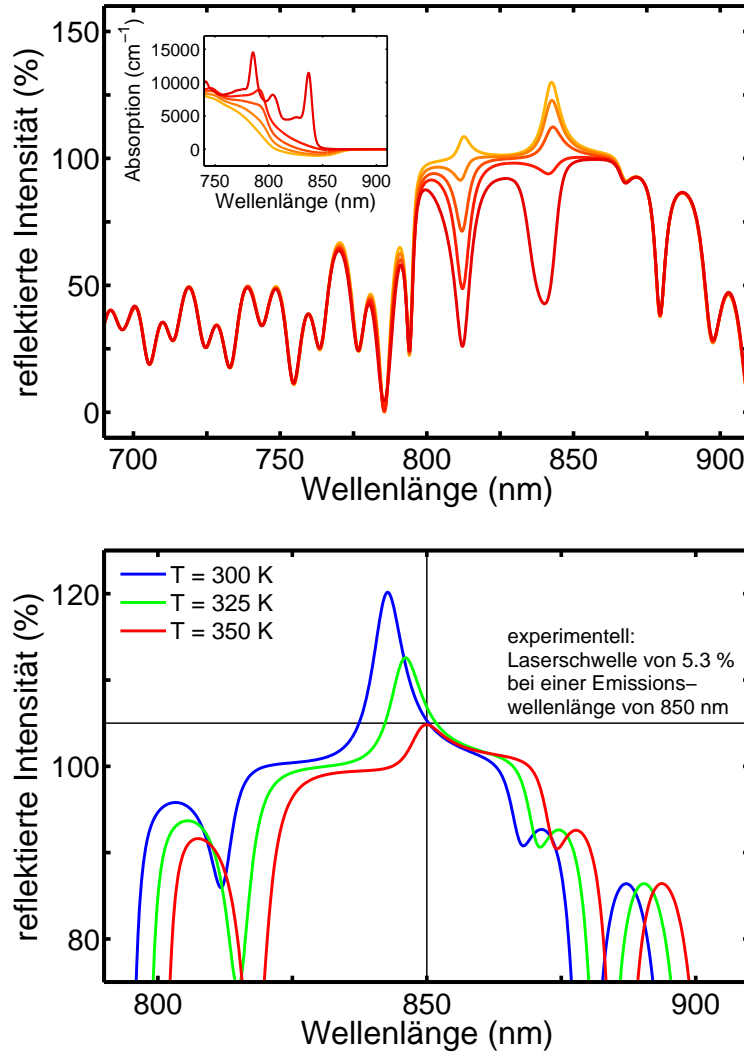 reflektierte Intensität (%)
150
100
50
0
700
750
800
850
900
Wellenlänge (nm)
Absorption (cm⁻¹)
15000
10000
5000
0
750
800
850
900
Wellenlänge (nm)
reflektierte Intensität (%)
120
100
80
T = 300 K
T = 325 K
T = 350 K
experimentell:
Laserschwelle von 5.3 %
bei einer Emissions−
wellenlänge von 850 nm
800
850
900
Wellenlänge (nm)